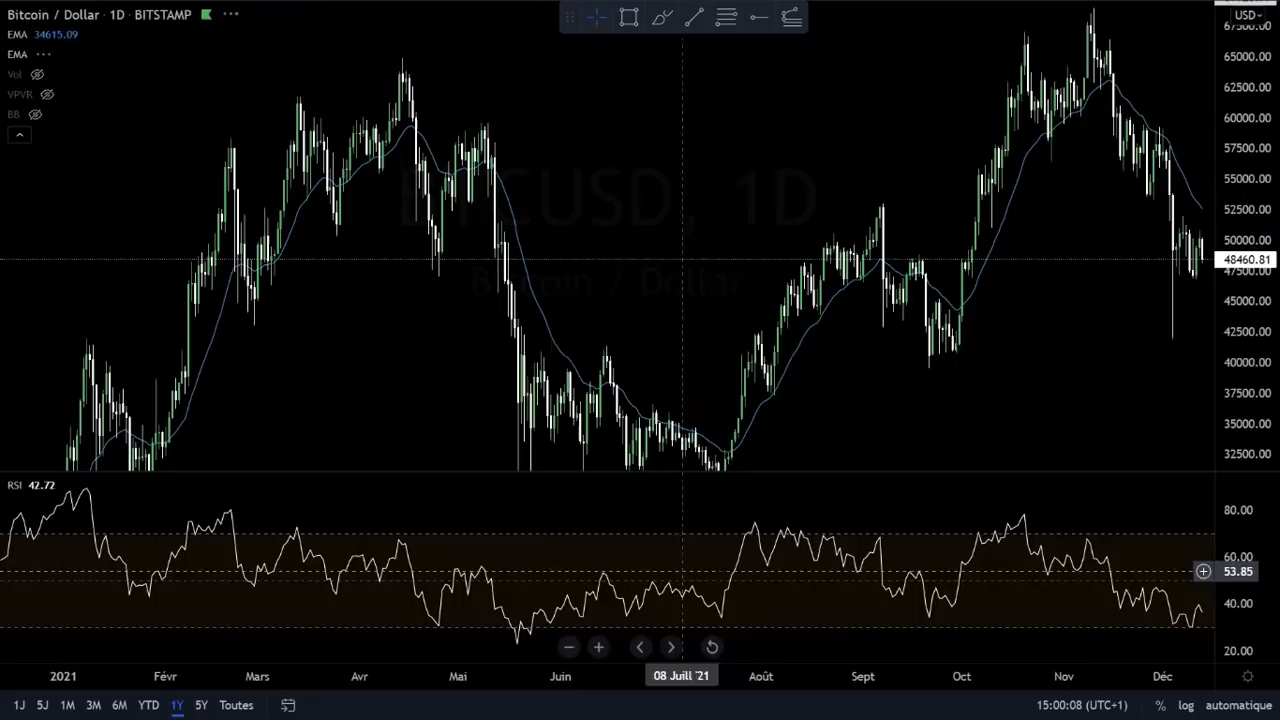 Bitcoin / Dollar · 1D · BITSTAMP
EMA 34615.09
EMA
Vol
VPVR
BB
BTCUSD, 1D
Bitcoin / Dollar
USD
67500.00
65000.00
62500.00
60000.00
57500.00
55000.00
52500.00
50000.00
48460.81
47500.00
45000.00
42500.00
40000.00
37500.00
35000.00
32500.00
RSI 42.72
80.00
60.00
53.85
40.00
20.00
2021 Févr Mars Avr Mai Juin 08 Juill '21 Août Sept Oct Nov Déc
1J 5J 1M 3M 6M YTD 1Y 5Y Toutes 15:00:08 (UTC+1) % log automatique